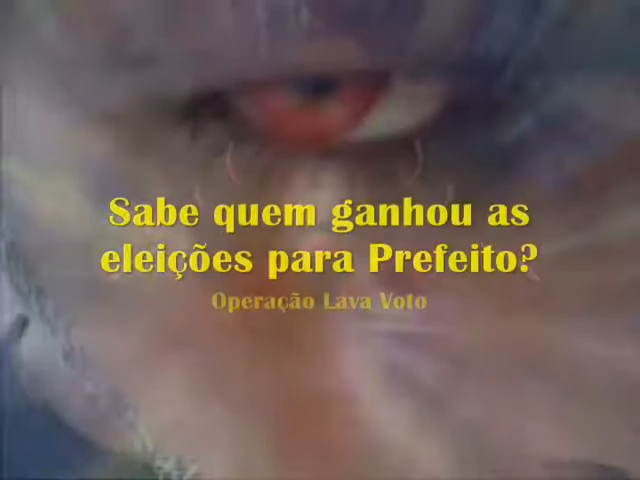 Sabe quem ganhou as
eleições para Prefeito?
Operação Lava Voto